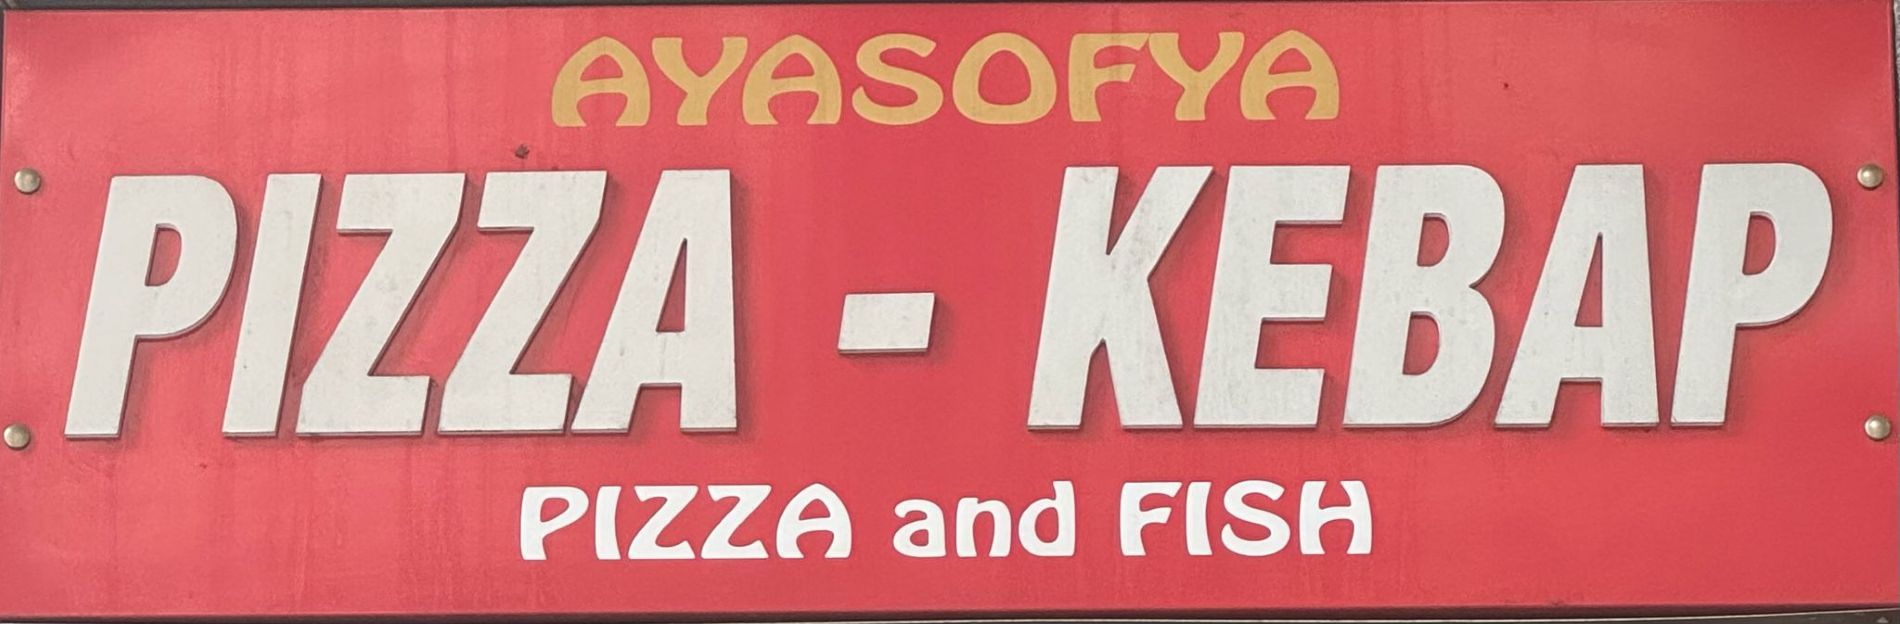 AYASOFYA
PIZZA - KEBAP
PIZZA and FISH